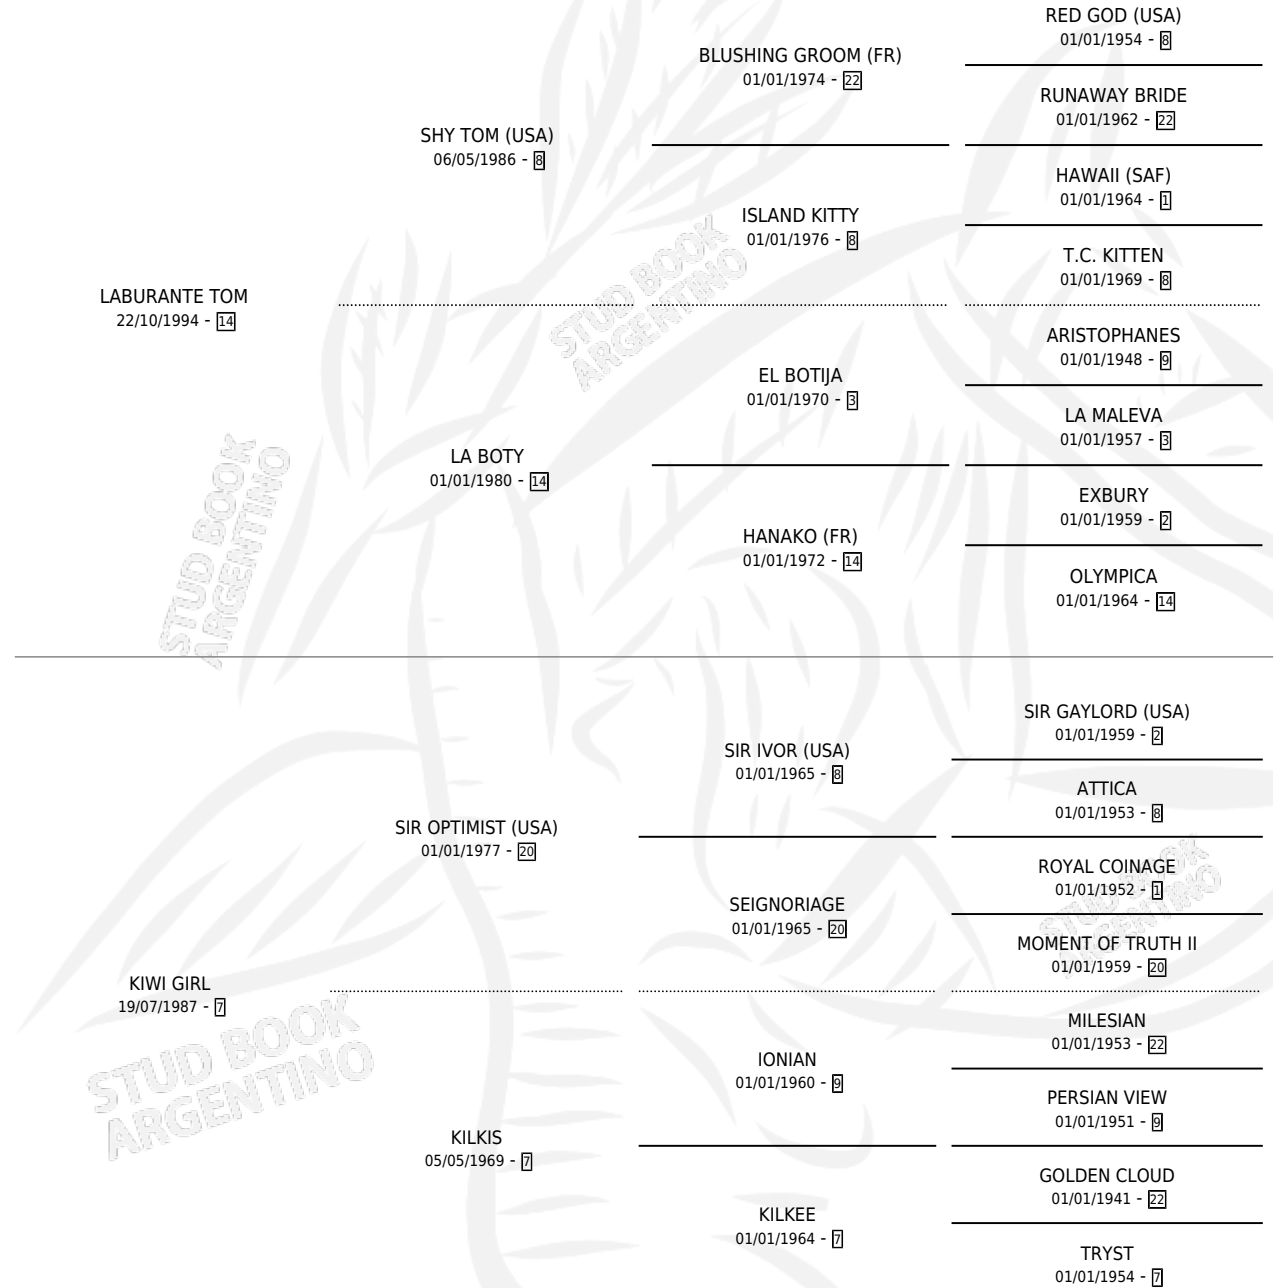 RED GOD (USA)
01/01/1954 - 8
BLUSHING GROOM (FR)
01/01/1974 - 22
RUNAWAY BRIDE
01/01/1962 - 22
SHY TOM (USA)
06/05/1986 - 8
HAWAII (SAF)
01/01/1964 - 1
ISLAND KITTY
01/01/1976 - 8
T.C. KITTEN
01/01/1969 - 8
LABURANTE TOM
22/10/1994 - 14
ARISTOPHANES
01/01/1948 - 9
EL BOTIJA
01/01/1970 - 3
LA MALEVA
01/01/1957 - 3
LA BOTY
01/01/1980 - 14
EXBURY
01/01/1959 - 2
HANAKO (FR)
01/01/1972 - 14
OLYMPICA
01/01/1964 - 14
SIR GAYLORD (USA)
01/01/1959 - 2
SIR IVOR (USA)
01/01/1965 - 8
ATTICA
01/01/1953 - 8
SIR OPTIMIST (USA)
01/01/1977 - 20
ROYAL COINAGE
01/01/1952 - 1
SEIGNORIAGE
01/01/1965 - 20
MOMENT OF TRUTH II
01/01/1959 - 20
KIWI GIRL
19/07/1987 - 7
MILESIAN
01/01/1953 - 22
IONIAN
01/01/1960 - 9
PERSIAN VIEW
01/01/1951 - 9
KILKIS
05/05/1969 - 7
GOLDEN CLOUD
01/01/1941 - 22
KILKEE
01/01/1964 - 7
TRYST
01/01/1954 - 7
STUD BOOK
ARGENTINO
STUD BOOK
ARGENTINO
STUD BOOK
ARGENTINO
STUD BOOK
ARGENTINO